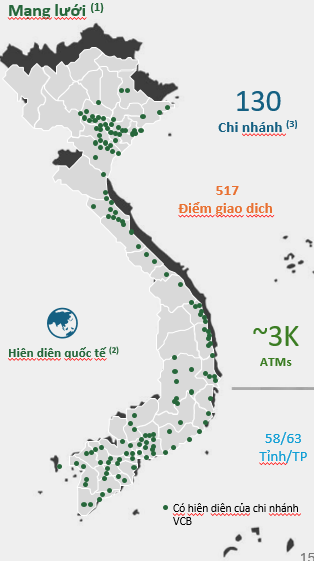 Mạng lưới (1)
130
Chi nhánh (3)
517
Điểm giao dịch
~3K
ATMs
Hiện diện quốc tế (2)
58/63
Tỉnh/TP
Có hiện diện của chi nhánh
VCB
15